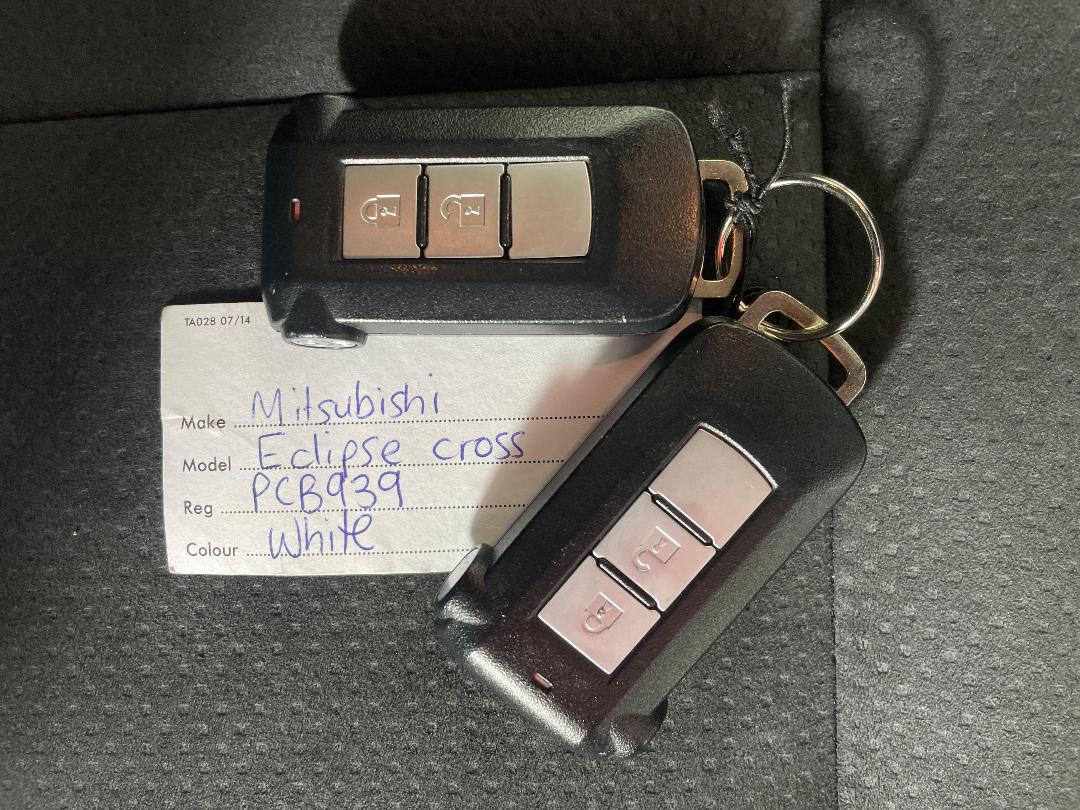 TA028 07/14
Make Mitsubishi
Model Eclipse cross
Reg PCB939
Colour White